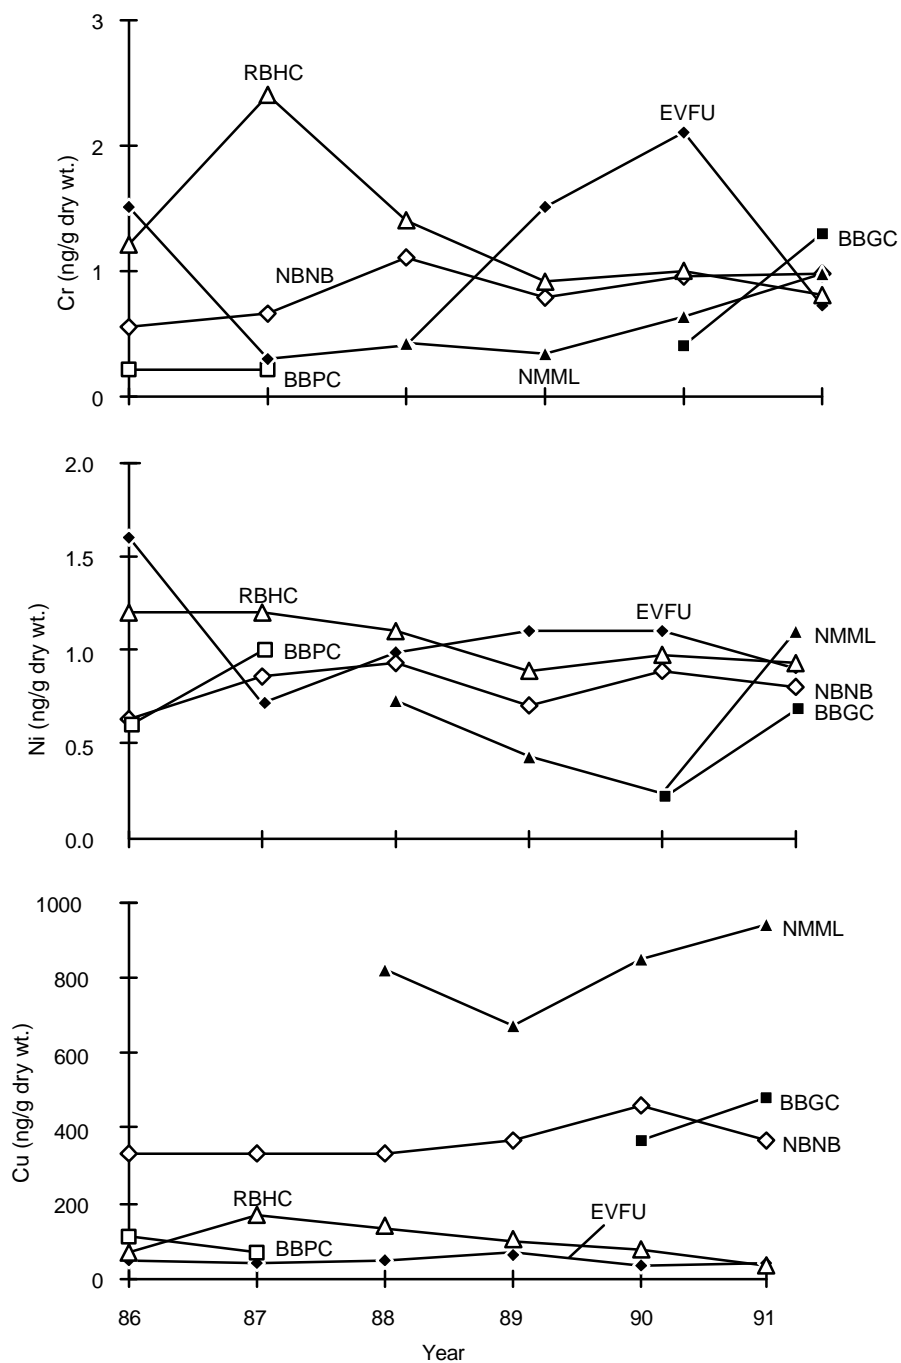 3
RBHC
EVFU
2
Cr (ng/g dry wt.)
BBGC
NBNB
1
BBPC
NMML
0
2.0
1.5
RBHC
EVFU
NMML
BBPC
1.0
Ni (ng/g dry wt.)
NBNB
BBGC
0.5
0.0
1000
NMML
800
Cu (ng/g dry wt.)
600
BBGC
400
NBNB
RBHC
200
EVFU
BBPC
0
86 87 88 89 90 91
Year